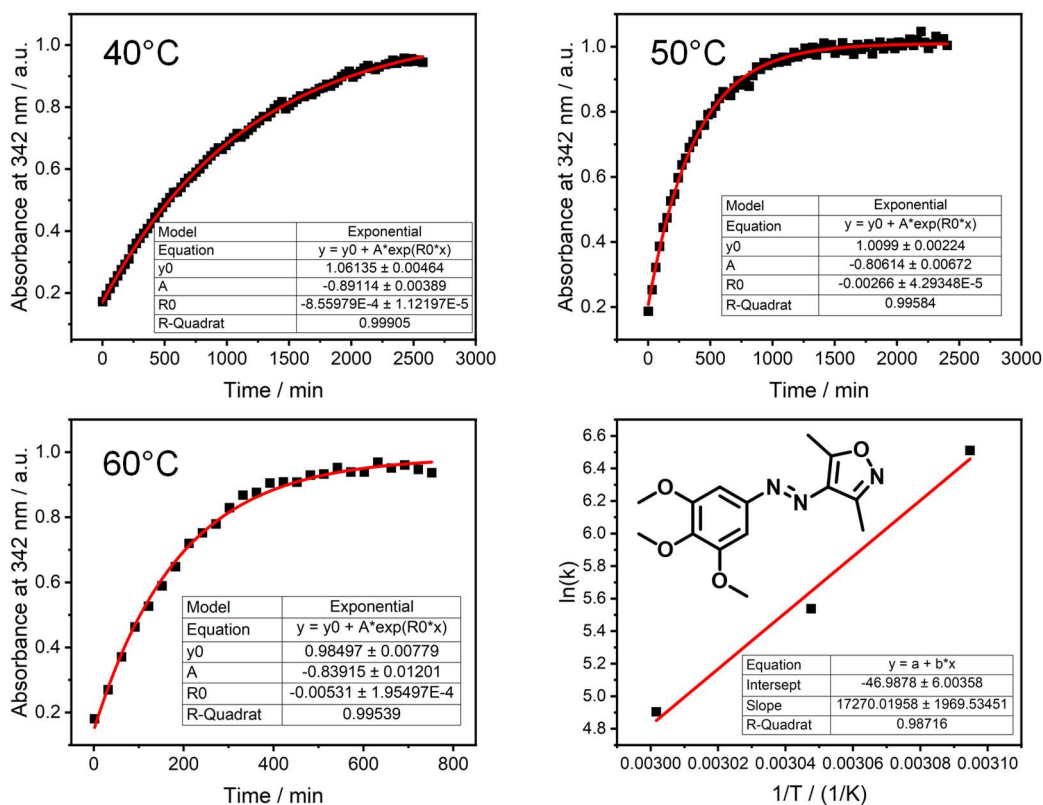 40°C
1.0
0.8
0.6
0.4
0.2
Absorbance at 342 nm / a.u.
Model Exponential
Equation y = y0 + A*exp(R0*x)
y0 1.06135 ± 0.00464
A -0.89114 ± 0.00389
R0 -8.55979E-4 ± 1.12197E-5
R-Quadrat 0.99905
0 500 1000 1500 2000 2500 3000
Time / min
50°C
1.0
0.8
0.6
0.4
0.2
Absorbance at 342 nm / a.u.
Model Exponential
Equation y = y0 + A*exp(R0*x)
y0 1.0099 ± 0.00224
A -0.80614 ± 0.00672
R0 -0.00266 ± 4.29348E-5
R-Quadrat 0.99584
0 500 1000 1500 2000 2500 3000
Time / min
60°C
1.0
0.8
0.6
0.4
0.2
Absorbance at 342 nm / a.u.
Model Exponential
Equation y = y0 + A*exp(R0*x)
y0 0.98497 ± 0.00779
A -0.83915 ± 0.01201
R0 -0.00531 ± 1.95497E-4
R-Quadrat 0.99539
0 200 400 600 800
Time / min
6.6
6.4
6.2
6.0
5.8
5.6
5.4
5.2
5.0
4.8
ln(k)
O
N
N
N
O
O
O
Equation y = a + b*x
Intersept -46.9878 ± 6.00358
Slope 17270.01958 ± 1969.53451
R-Quadrat 0.98716
0.00300 0.00302 0.00304 0.00306 0.00308 0.00310
1/T / (1/K)